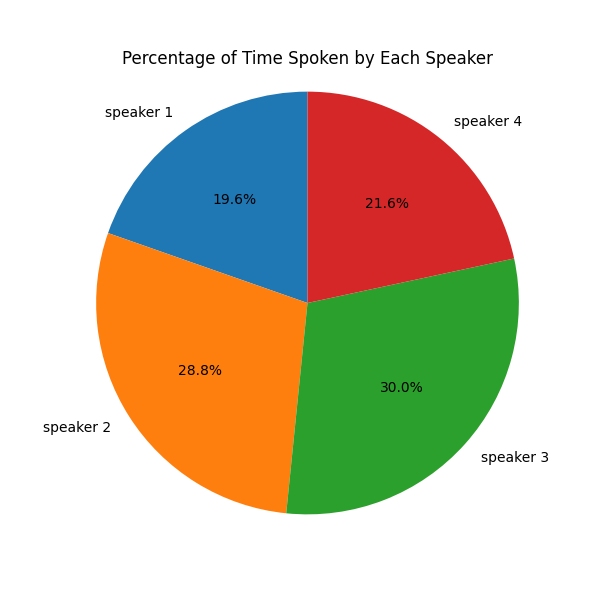 Percentage of Time Spoken by Each Speaker
speaker 1
speaker 4
19.6%
21.6%
28.8%
30.0%
speaker 2
speaker 3